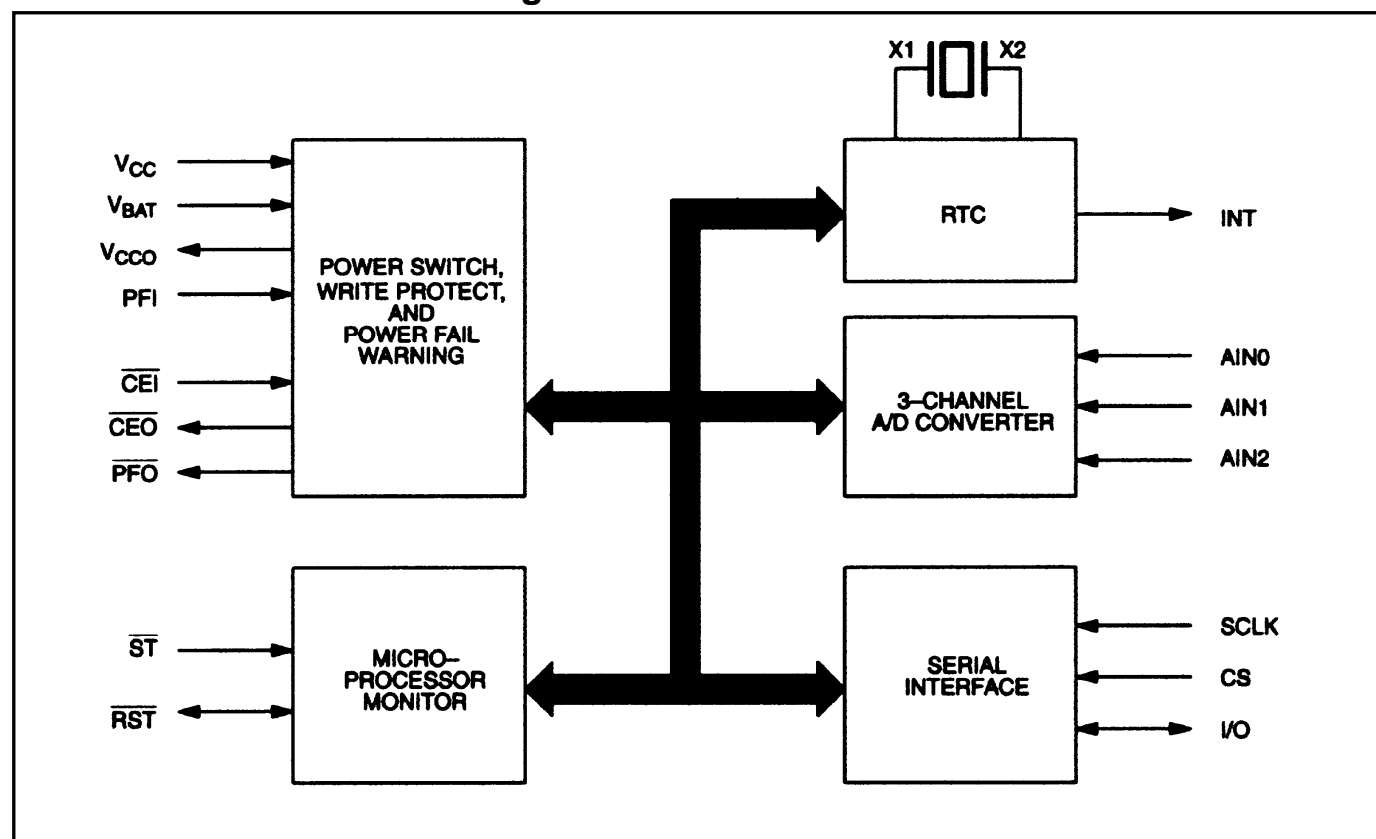 X1 X2
VCC
VBAT
VCCO
PFI
CEI
CEO
PFO
POWER SWITCH,
WRITE PROTECT,
AND
POWER FAIL
WARNING
RTC
INT
3–CHANNEL
A/D CONVERTER
AIN0
AIN1
AIN2
ST
RST
MICRO–
PROCESSOR
MONITOR
SERIAL
INTERFACE
SCLK
CS
I/O